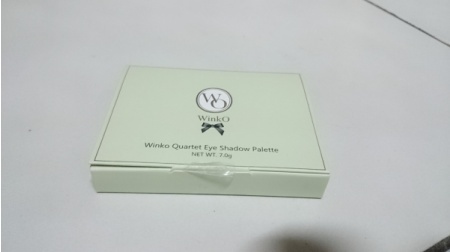 WO
WinkO
Winko Quartet Eye Shadow Palette
NET WT. 7.0g